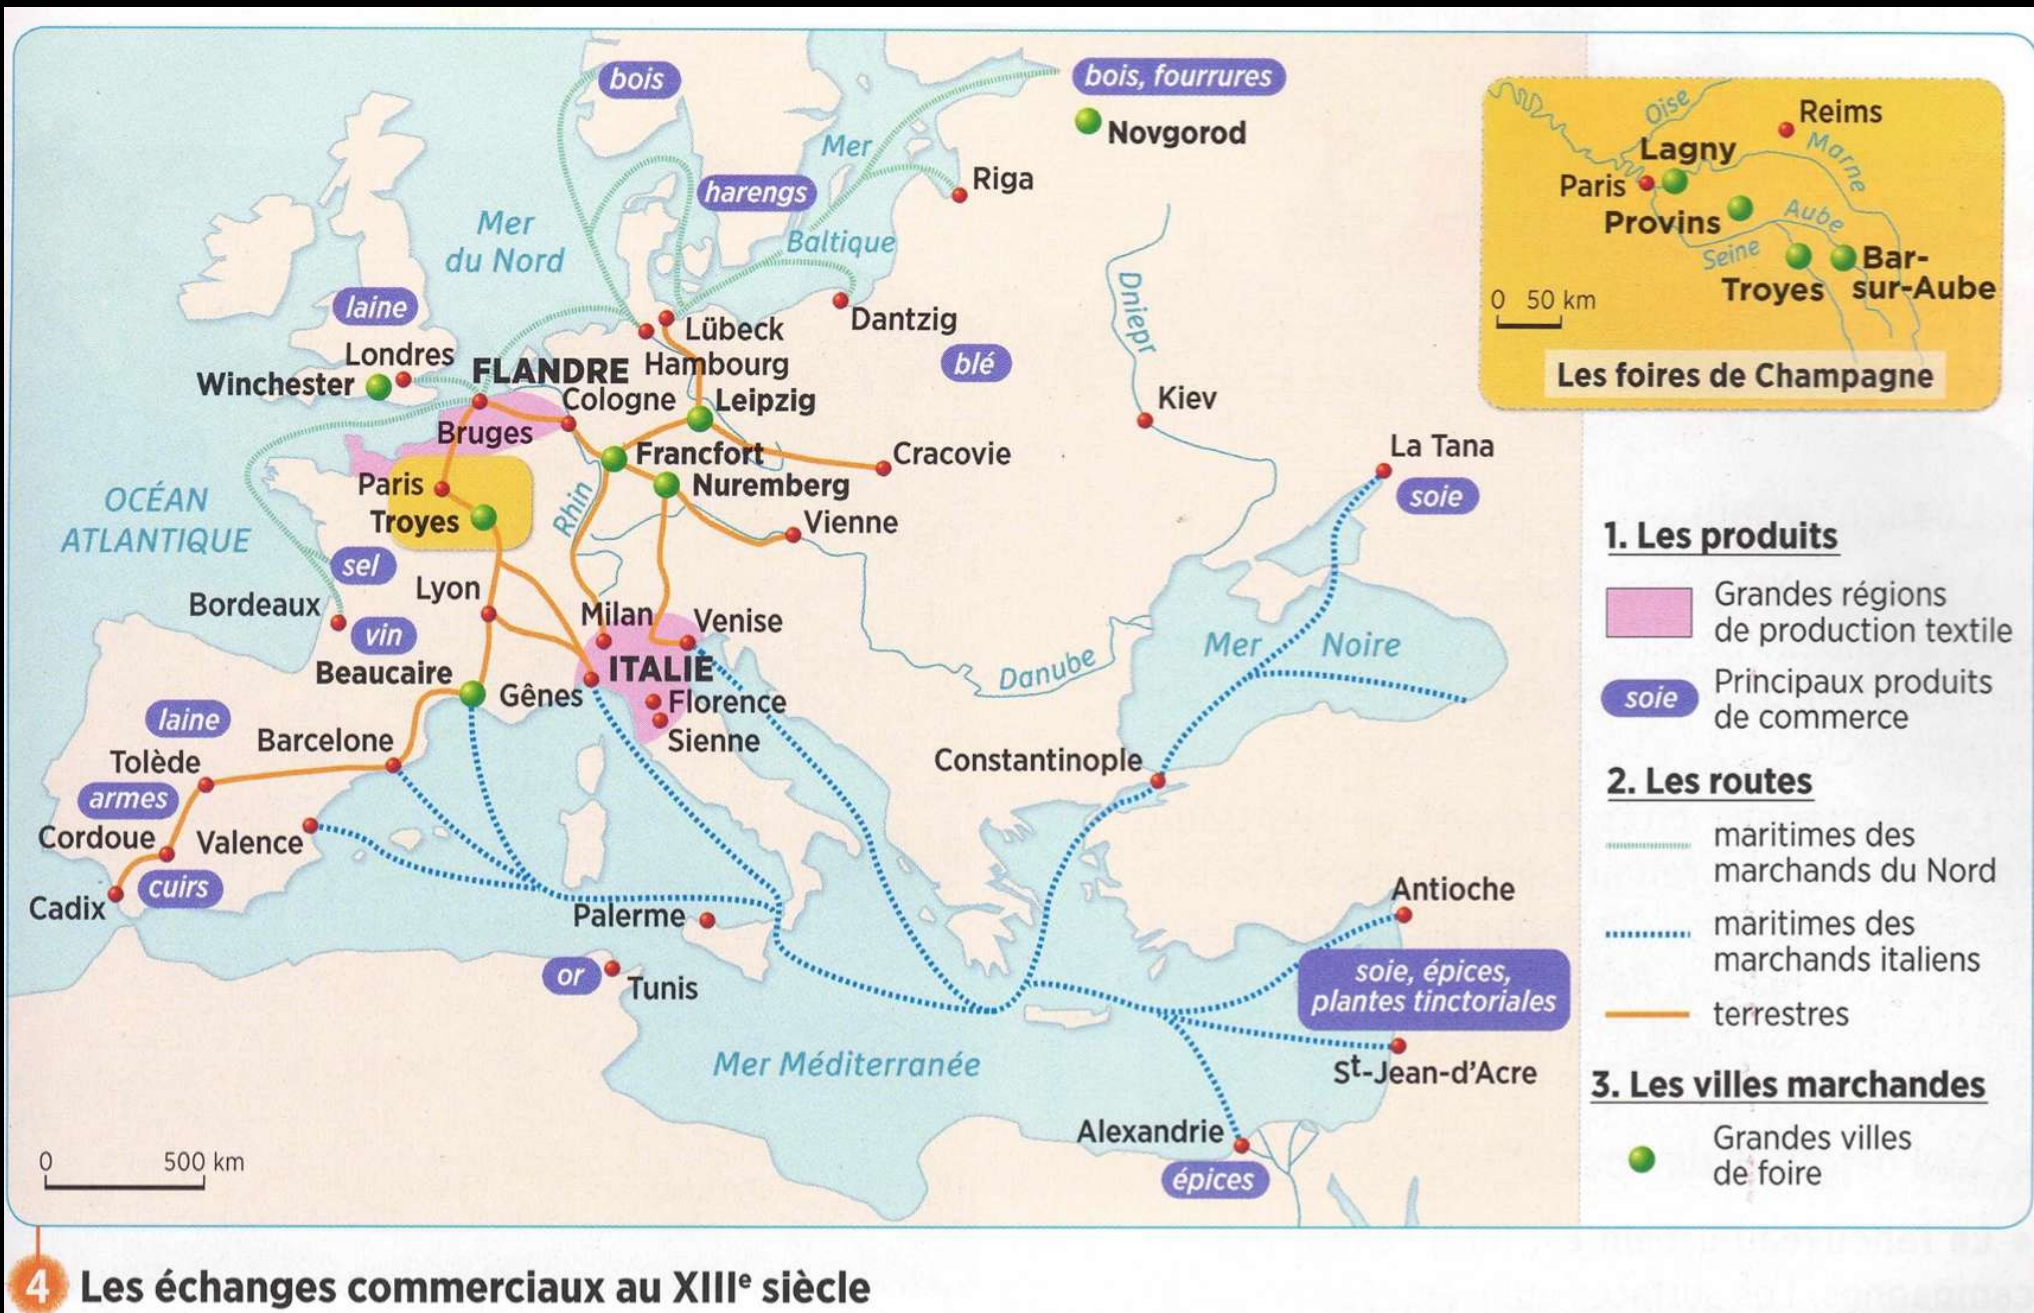 bois
bois, fourrures
Novgorod
Mer
Riga
harengs
Mer
du Nord
Baltique
laine
Dantzig
Lübeck
Dniepr
Londres
FLANDRE
Hambourg
blé
Winchester
Cologne
Leipzig
Kiev
Bruges
Francfort
Cracovie
La Tana
Paris
Nuremberg
soie
OCÉAN
ATLANTIQUE
Troyes
Rhin
Vienne
sel
Lyon
Bordeaux
Milan
Venise
vin
Mer Noire
Beaucaire
ITALIE
Danube
Gênes
Florence
laine
Barcelone
Sienne
Tolède
Constantinople
armes
Cordoue
Valence
cuirs
Antioche
Cadix
Palerme
or
Tunis
soie, épices,
plantes tinctoriales
Mer Méditerranée
St-Jean-d'Acre
Alexandrie
épices
0 500 km
Oise
Reims
Lagny
Marne
Paris
Provins
Aube
Seine
Bar-
sur-Aube
Troyes
0 50 km
Les foires de Champagne
1. Les produits
Grandes régions
de production textile
soie
Principaux produits
de commerce
2. Les routes
maritimes des
marchands du Nord
maritimes des
marchands italiens
terrestres
3. Les villes marchandes
Grandes villes
de foire
4 Les échanges commerciaux au XIIIe siècle